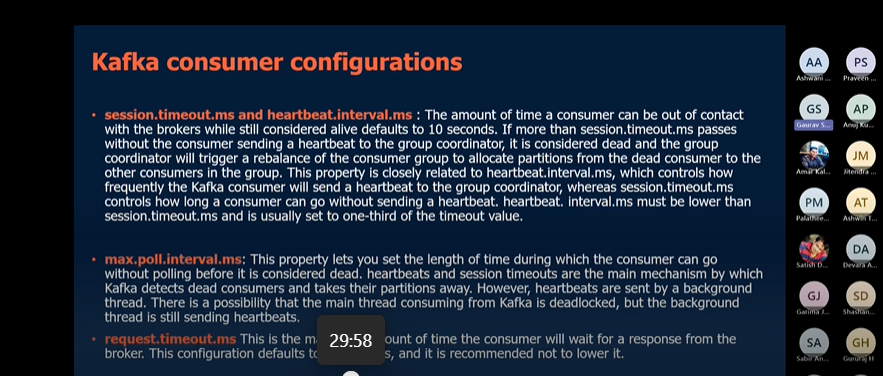 Kafka consumer configurations
• session.timeout.ms and heartbeat.interval.ms : The amount of time a consumer can be out of contact
with the brokers while still considered alive defaults to 10 seconds. If more than session.timeout.ms passes
without the consumer sending a heartbeat to the group coordinator, it is considered dead and the group
coordinator will trigger a rebalance of the consumer group to allocate partitions from the dead consumer to the
other consumers in the group. This property is closely related to heartbeat.interval.ms, which controls how
frequently the Kafka consumer will send a heartbeat to the group coordinator, whereas session.timeout.ms
controls how long a consumer can go without sending a heartbeat. heartbeat. interval.ms must be lower than
session.timeout.ms and is usually set to one-third of the timeout value.
• max.poll.interval.ms: This property lets you set the length of time during which the consumer can go
without polling before it is considered dead. heartbeats and session timeouts are the main mechanism by which
Kafka detects dead consumers and takes their partitions away. However, heartbeats are sent by a background
thread. There is a possibility that the main thread consuming from Kafka is deadlocked, but the background
thread is still sending heartbeats.
• request.timeout.ms This is the m ount of time the consumer will wait for a response from the
broker. This configuration defaults to s, and it is recommended not to lower it.
29:58
AA PS
Ashwani ... Praveen ...
GS AP
Gaurav S... Anuj Ku...
JM
Amar Kal... Jitendra ...
PM AT
Palathee... Ashwin T...
DA
Satish D... Devara A...
GJ SD
Garima J... Shashan...
SA GH
Sabir An... Gururaj H